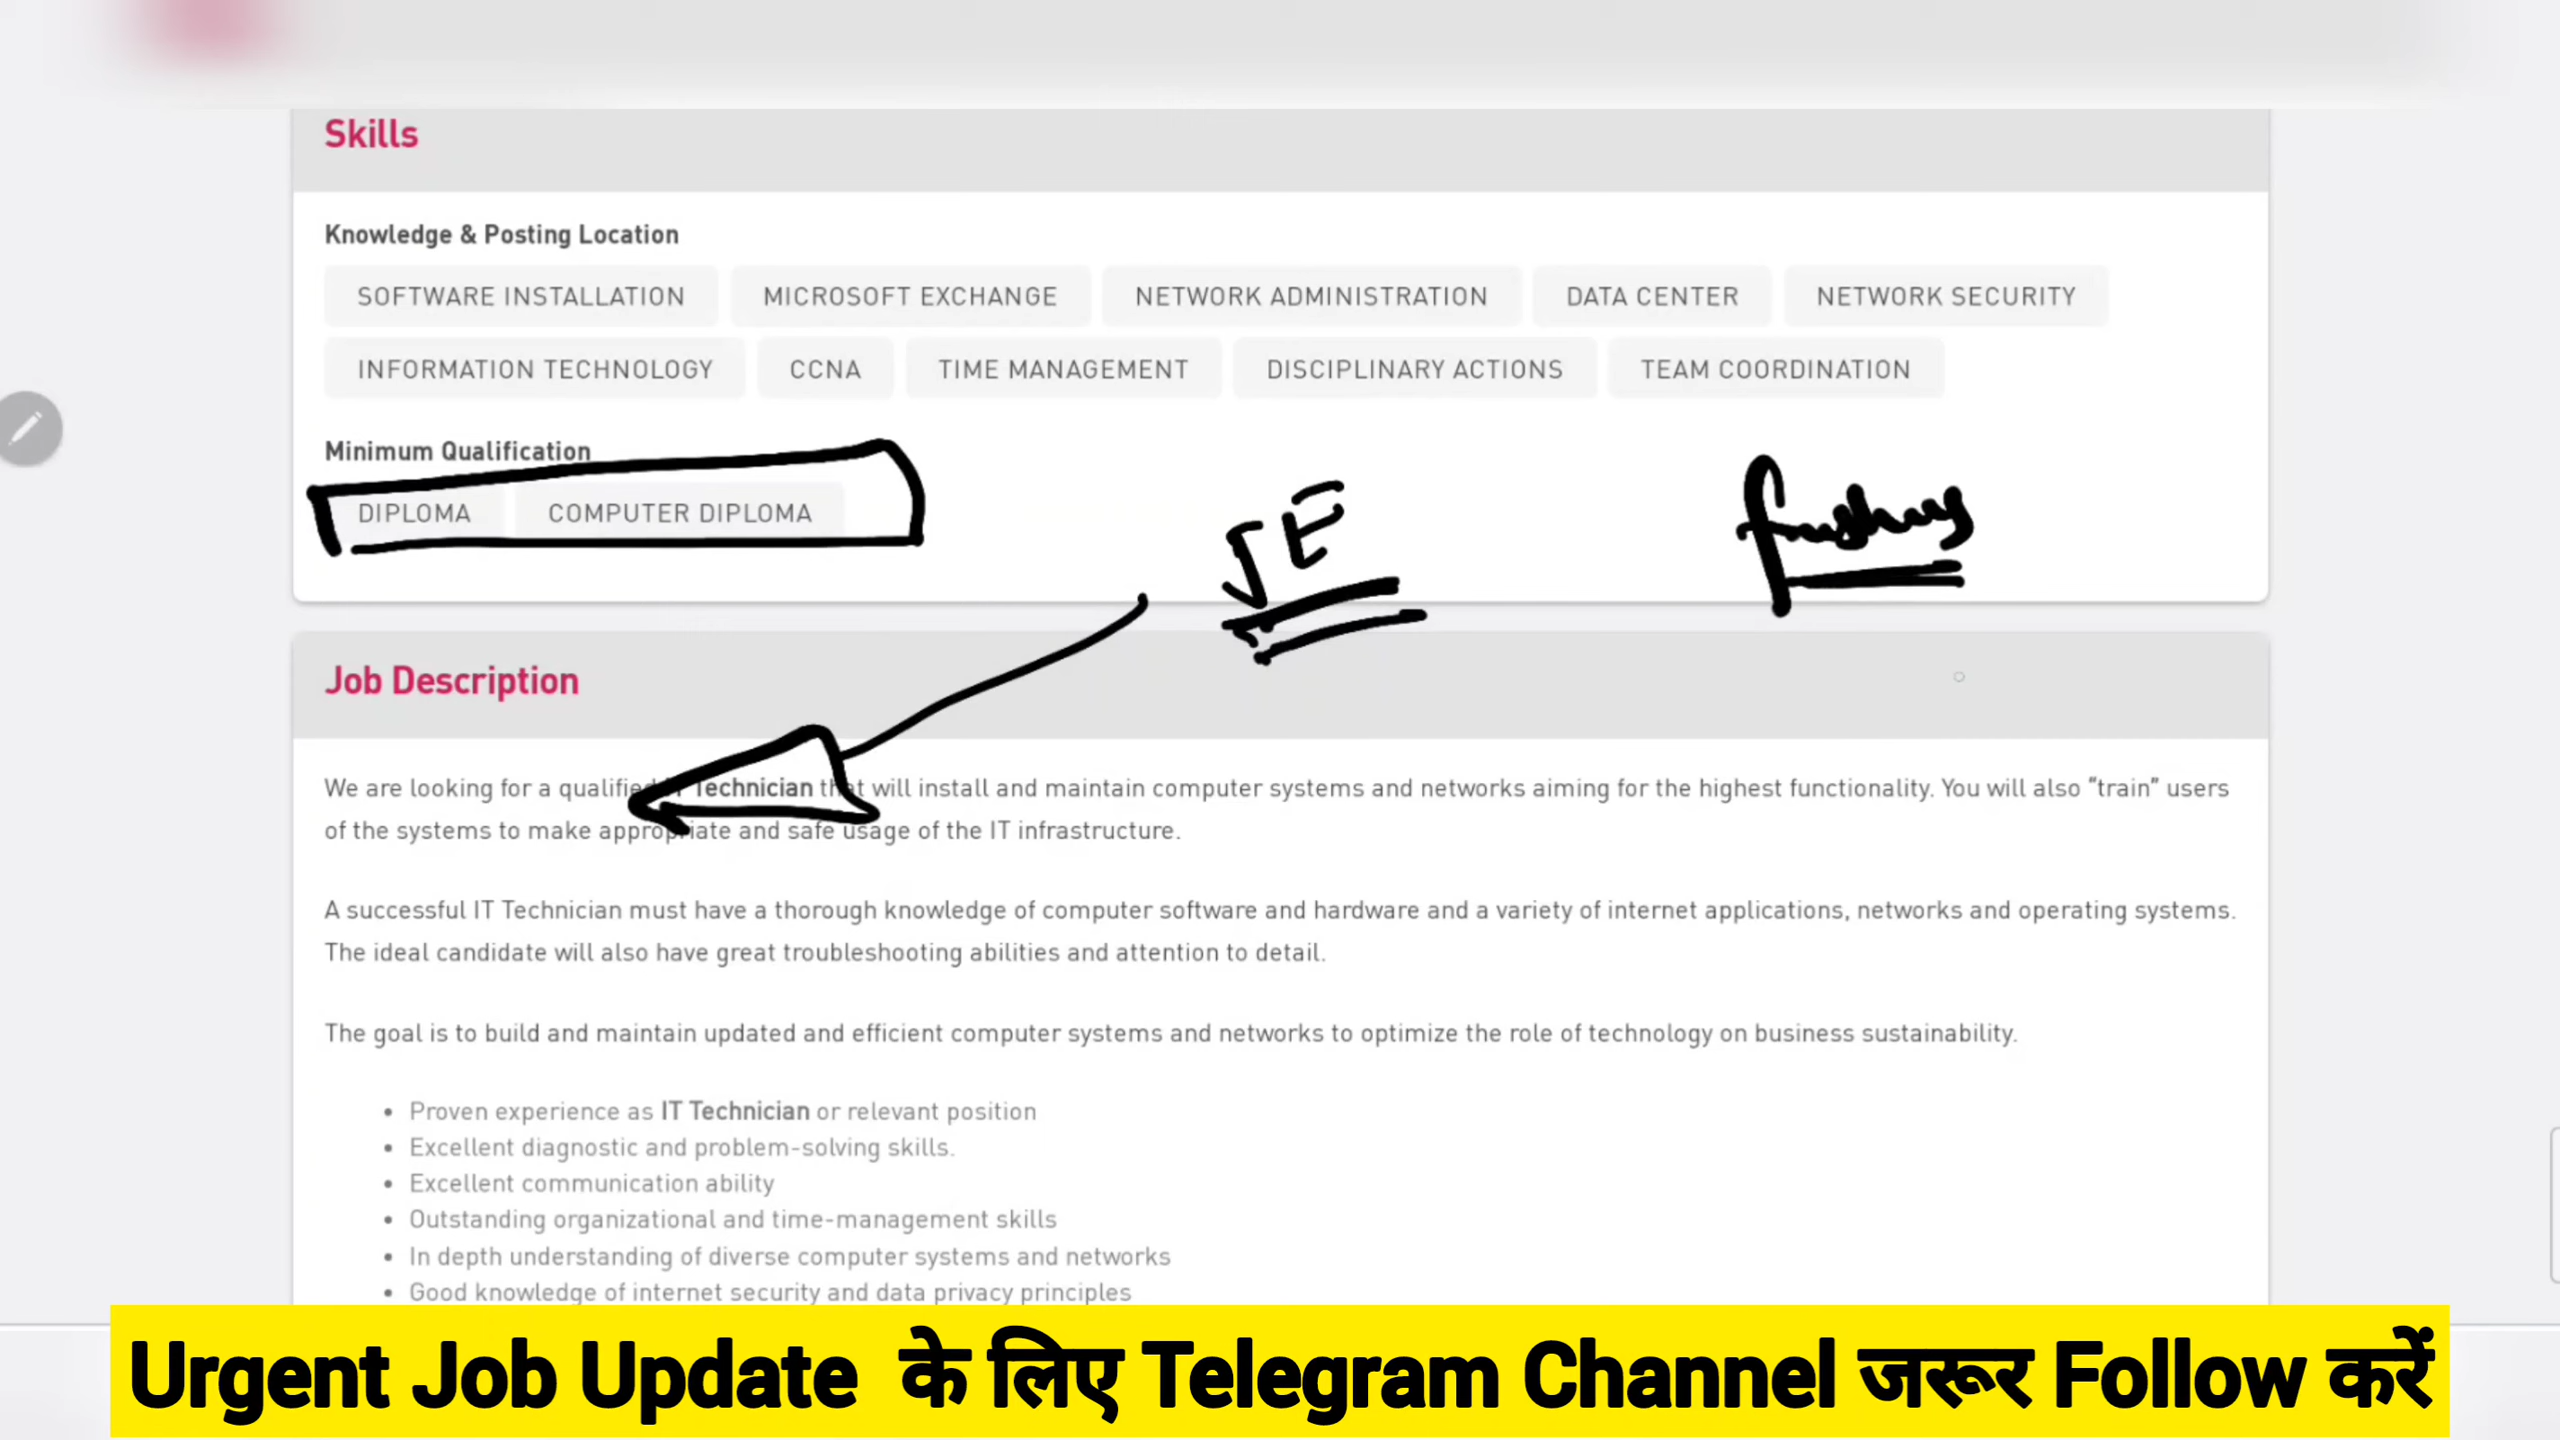 Skills
Knowledge & Posting Location
SOFTWARE INSTALLATION MICROSOFT EXCHANGE NETWORK ADMINISTRATION DATA CENTER NETWORK SECURITY
INFORMATION TECHNOLOGY CCNA TIME MANAGEMENT DISCIPLINARY ACTIONS TEAM COORDINATION
Minimum Qualification
DIPLOMA COMPUTER DIPLOMA
Job Description
We are looking for a qualified Technician that will install and maintain computer systems and networks aiming for the highest functionality. You will also “train” users
of the systems to make appropriate and safe usage of the IT infrastructure.
A successful IT Technician must have a thorough knowledge of computer software and hardware and a variety of internet applications, networks and operating systems.
The ideal candidate will also have great troubleshooting abilities and attention to detail.
The goal is to build and maintain updated and efficient computer systems and networks to optimize the role of technology on business sustainability.
• Proven experience as IT Technician or relevant position
• Excellent diagnostic and problem-solving skills.
• Excellent communication ability
• Outstanding organizational and time-management skills
• In depth understanding of diverse computer systems and networks
• Good knowledge of internet security and data privacy principles
Urgent Job Update के लिए Telegram Channel जरूर Follow करें